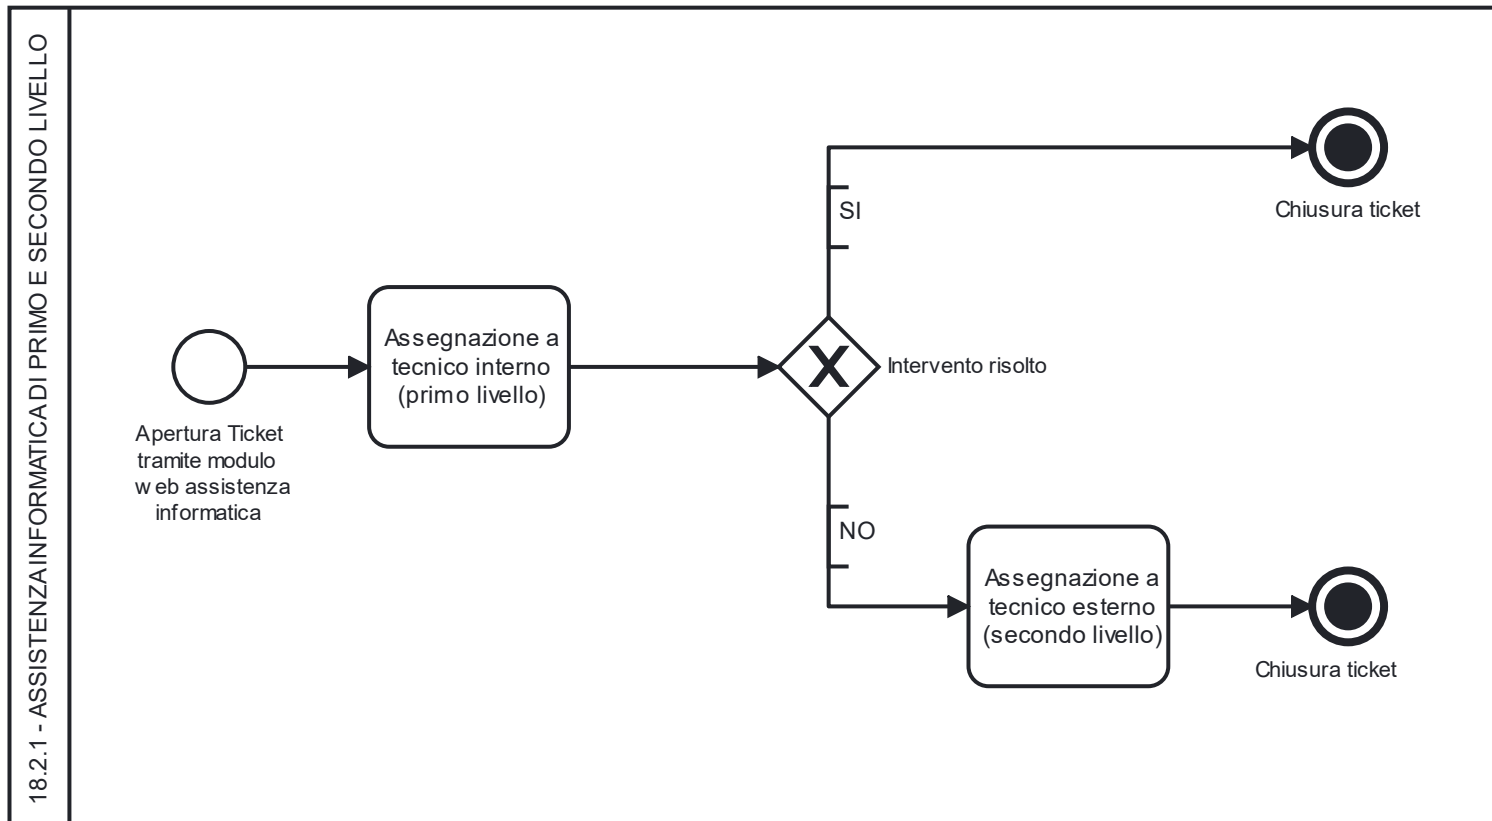 18.2.1 - ASSISTENZA INFORMATICA DI PRIMO E SECONDO LIVELLO
Chiusura ticket
SI
Assegnazione a
tecnico interno
(primo livello)
Intervento risolto
Apertura Ticket
tramite modulo
web assistenza
informatica
NO
Assegnazione a
tecnico esterno
(secondo livello)
Chiusura ticket